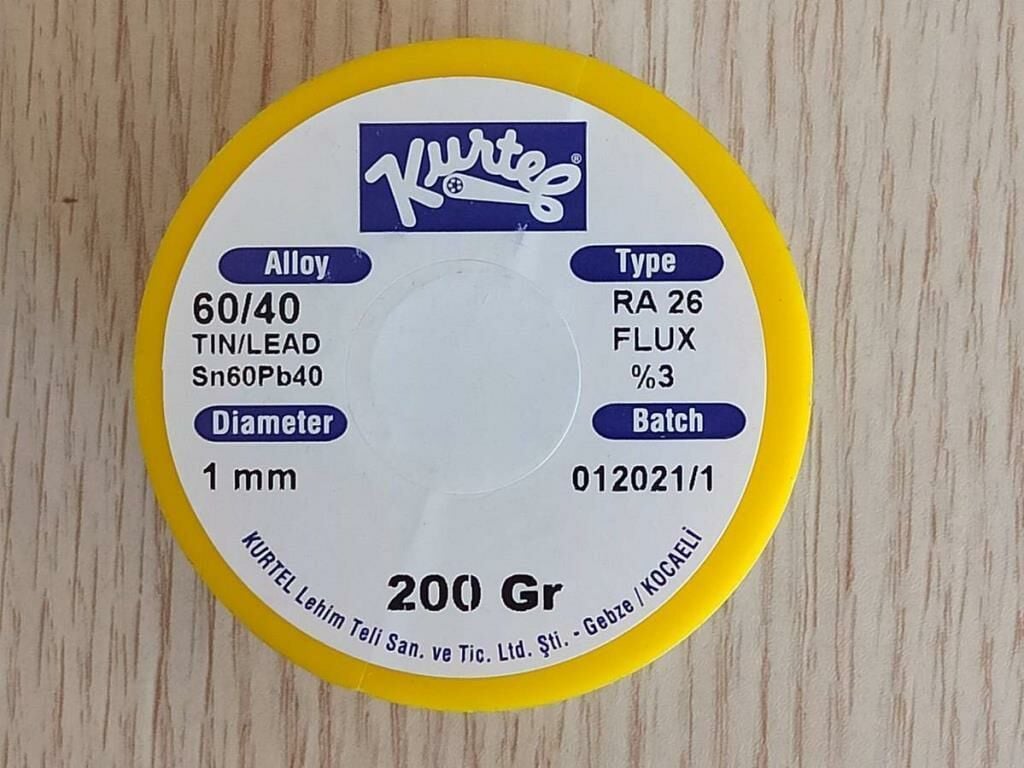 Kurtel®
Alloy
60/40
TIN/LEAD
Sn60Pb40
Diameter
1 mm
Type
RA 26
FLUX
%3
Batch
012021/1
200 Gr
KURTEL Lehim Teli San. ve Tic. Ltd. Şti. - Gebze / KOCAELİ